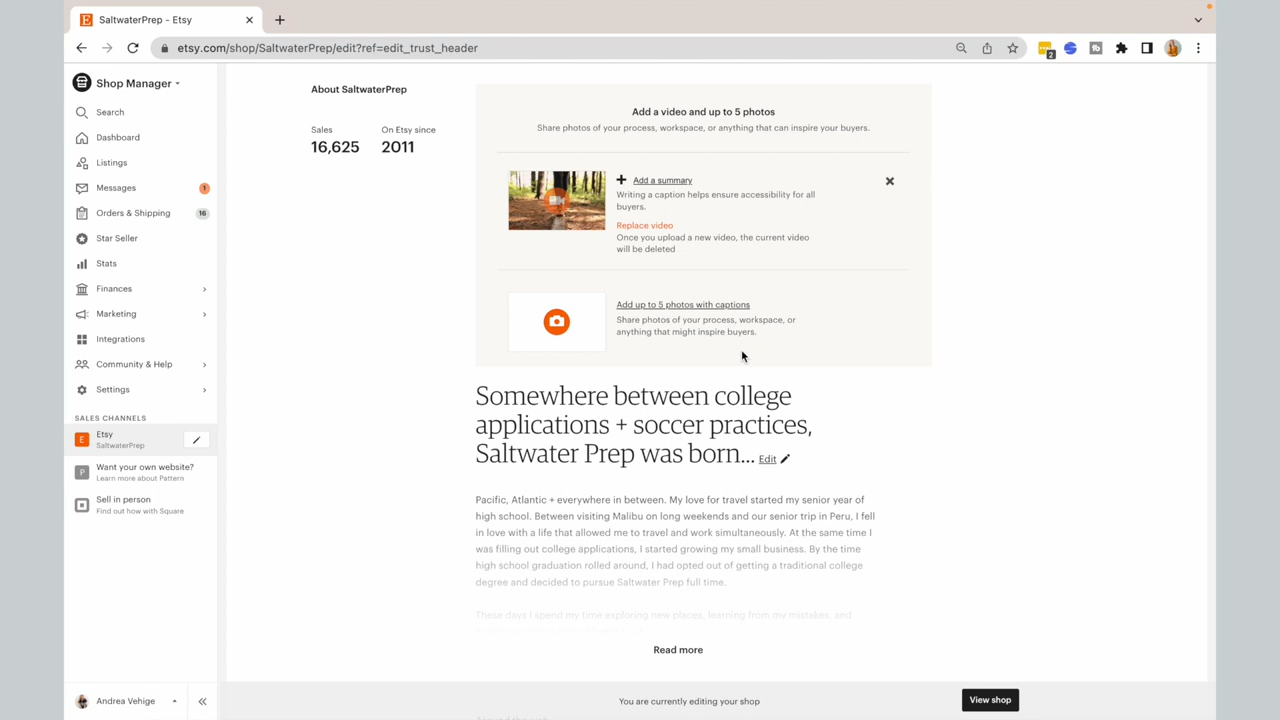 SaltwaterPrep – Etsy
etsy.com/shop/SaltwaterPrep/edit?ref=edit_trust_header
2
Shop Manager
Search
Dashboard
Listings
Messages
1
Orders & Shipping
16
Star Seller
Stats
Finances
Marketing
Integrations
Community & Help
Settings
SALES CHANNELS
E
Etsy
SaltwaterPrep
P
Want your own website?
Learn more about Pattern
Sell in person
Find out how with Square
Andrea Vehige
About SaltwaterPrep
Sales
On Etsy since
16,625
2011
Add a video and up to 5 photos
Share photos of your process, workspace, or anything that can inspire your buyers.
Add a summary
Writing a caption helps ensure accessibility for all
buyers.
Replace video
Once you upload a new video, the current video
will be deleted
Add up to 5 photos with captions
Share photos of your process, workspace, or
anything that might inspire buyers.
Somewhere between college
applications + soccer practices,
Saltwater Prep was born... Edit
Pacific, Atlantic + everywhere in between. My love for travel started my senior year of
high school. Between visiting Malibu on long weekends and our senior trip in Peru, I fell
in love with a life that allowed me to travel and work simultaneously. At the same time I
was filling out college applications, I started growing my small business. By the time
high school graduation rolled around, I had opted out of getting a traditional college
degree and decided to pursue Saltwater Prep full time.
These days I spend my time exploring new places, learning from my mistakes, and
Read more
You are currently editing your shop
View shop